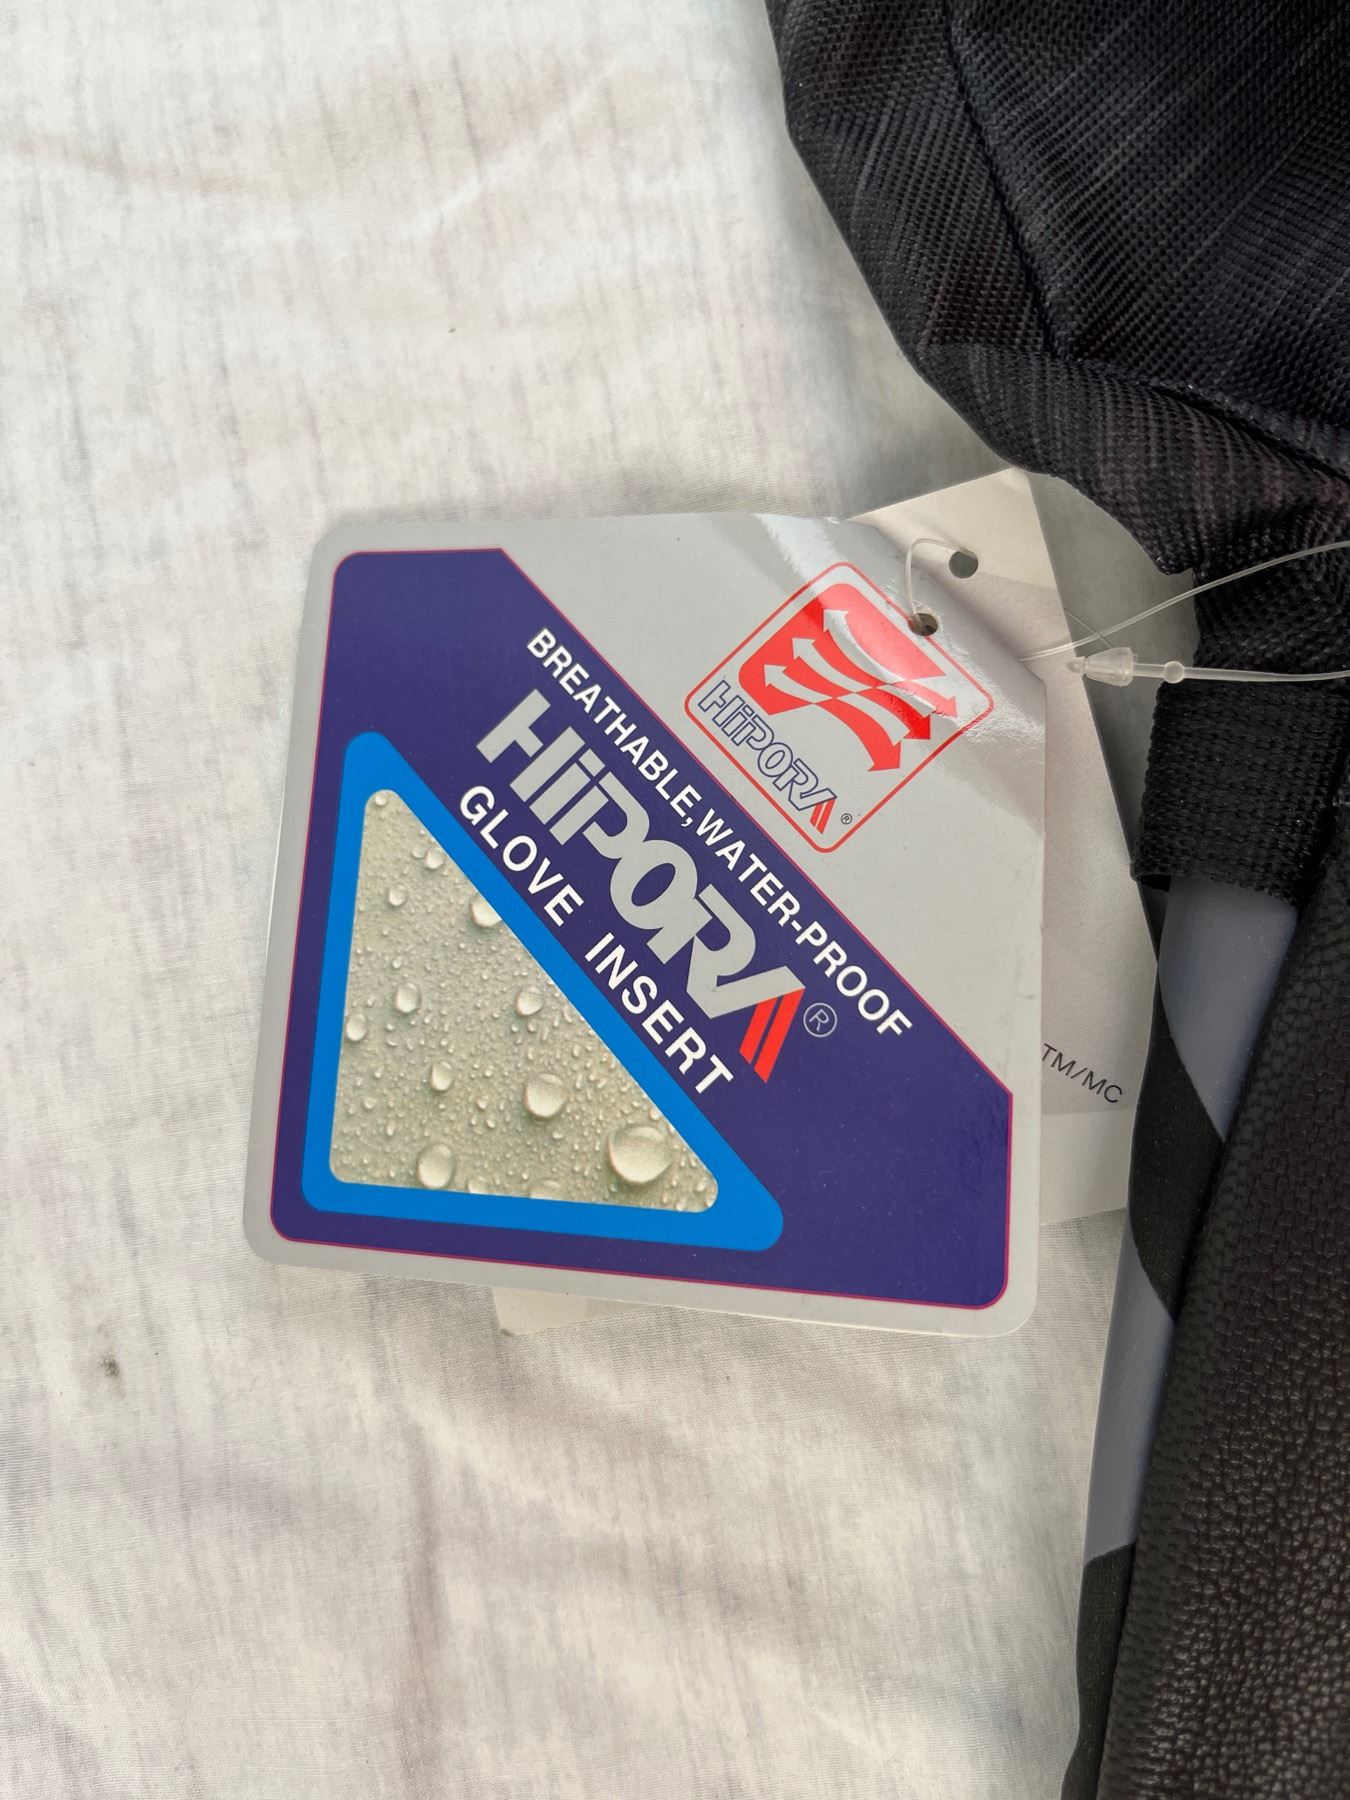 HiPORA
®
BREATHABLE, WATER-PROOF
HiPORA®
GLOVE INSERT
TM/MC